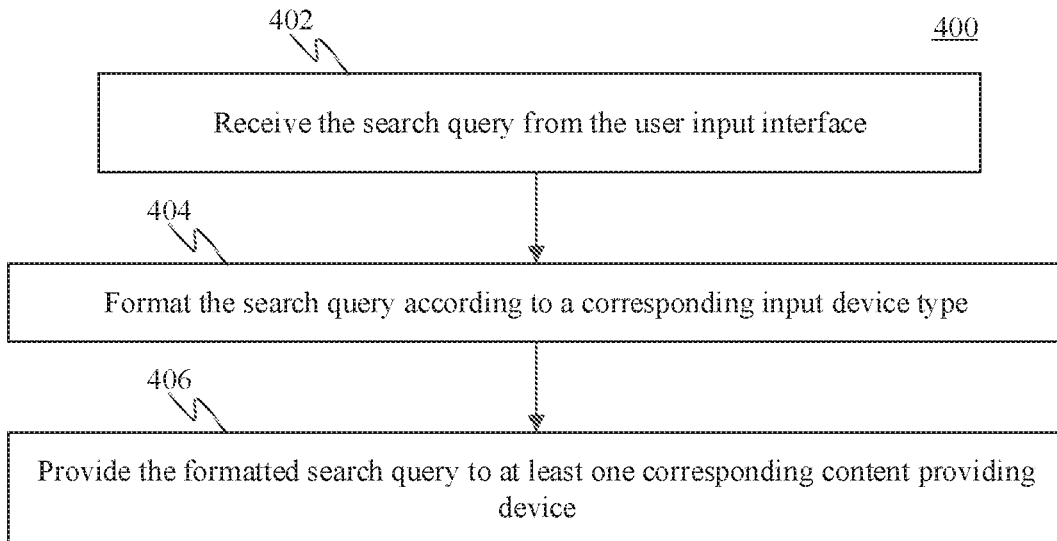 402
400
Receive the search query from the user input interface
404
Format the search query according to a corresponding input device type
406
Provide the formatted search query to at least one corresponding content providing
device